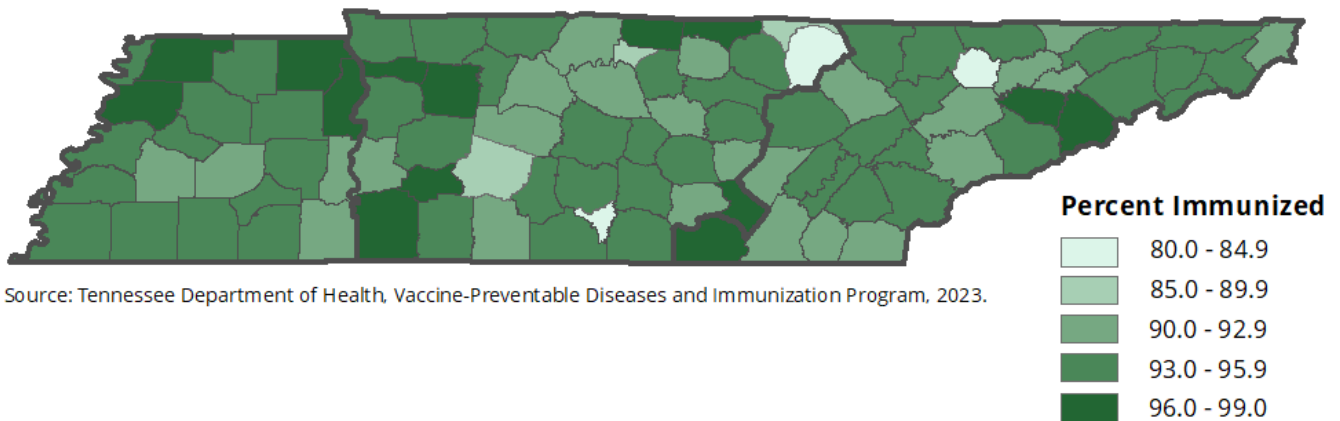 Percent Immunized
80.0 - 84.9
85.0 - 89.9
90.0 - 92.9
93.0 - 95.9
96.0 - 99.0
Source: Tennessee Department of Health, Vaccine-Preventable Diseases and Immunization Program, 2023.